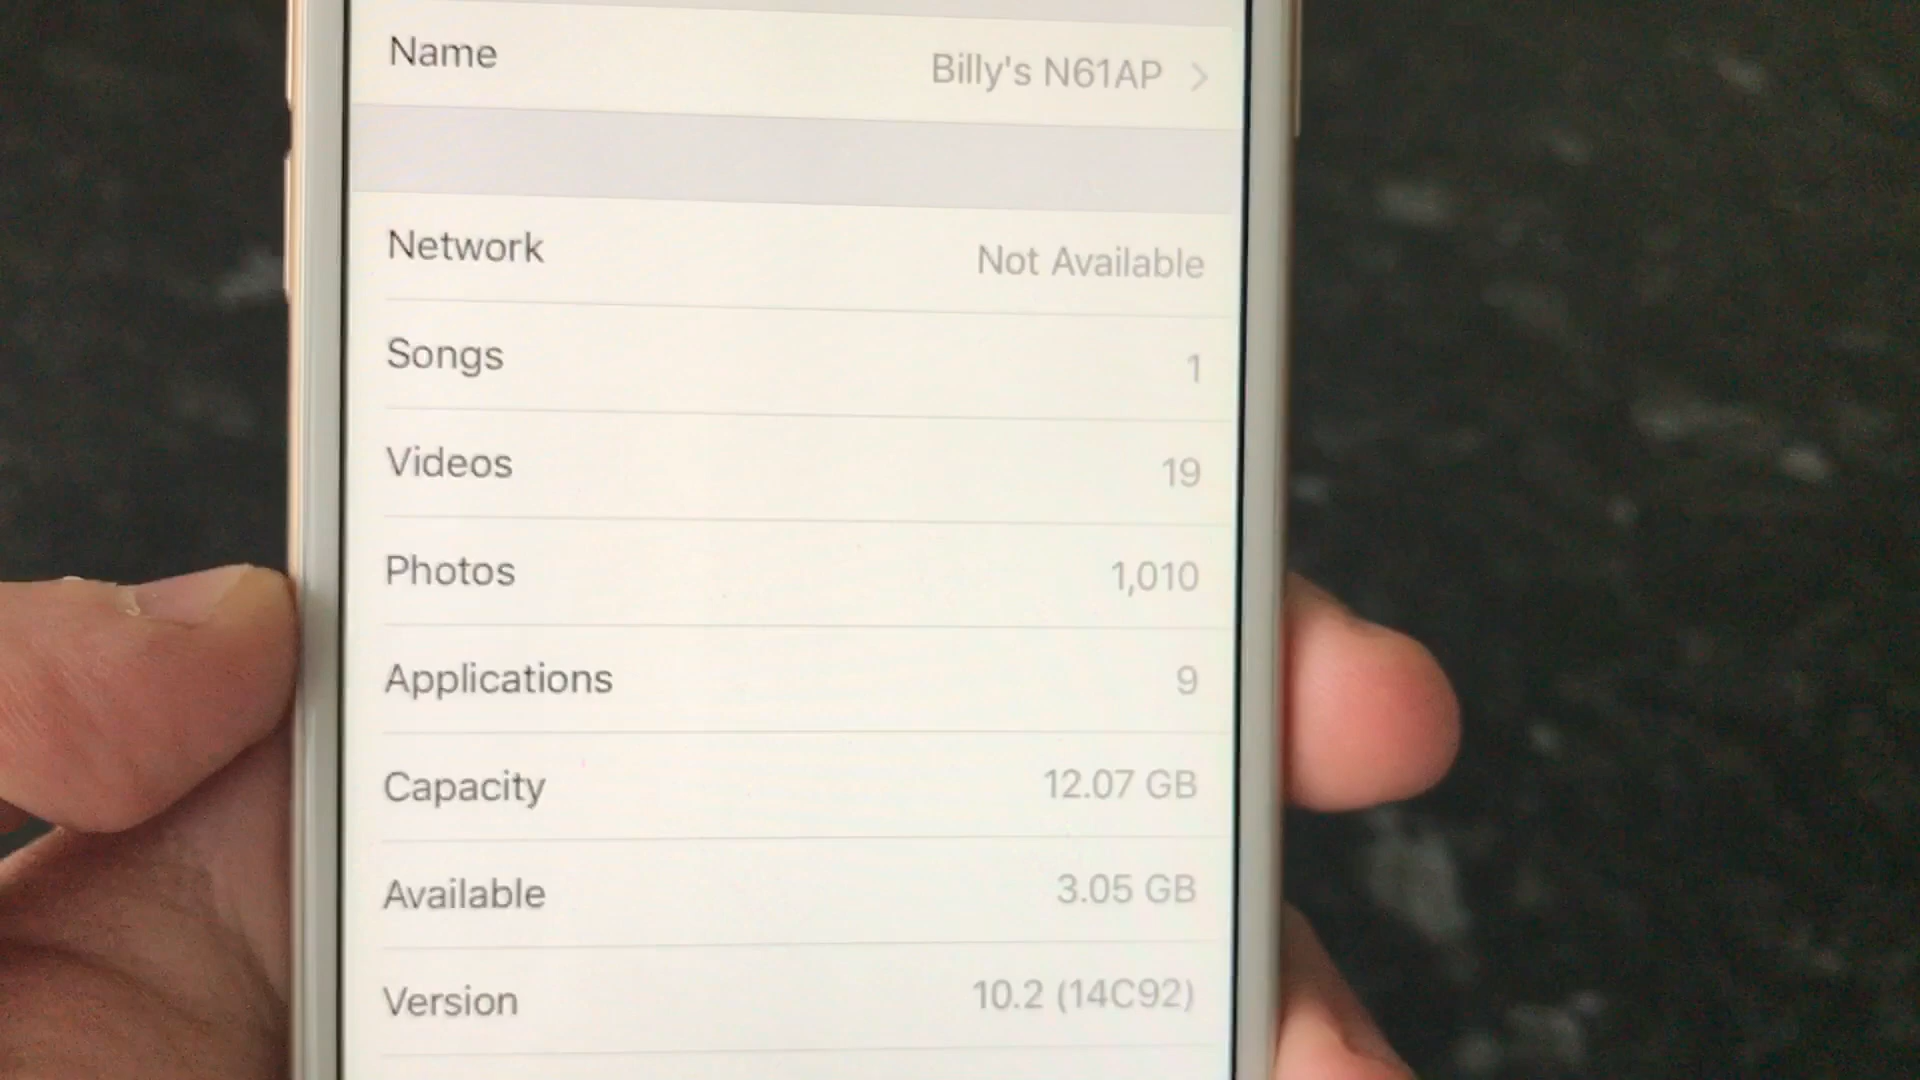 Name Billy's N61AP
Network Not Available
Songs 1
Videos 19
Photos 1,010
Applications 9
Capacity 12.07 GB
Available 3.05 GB
Version 10.2 (14C92)